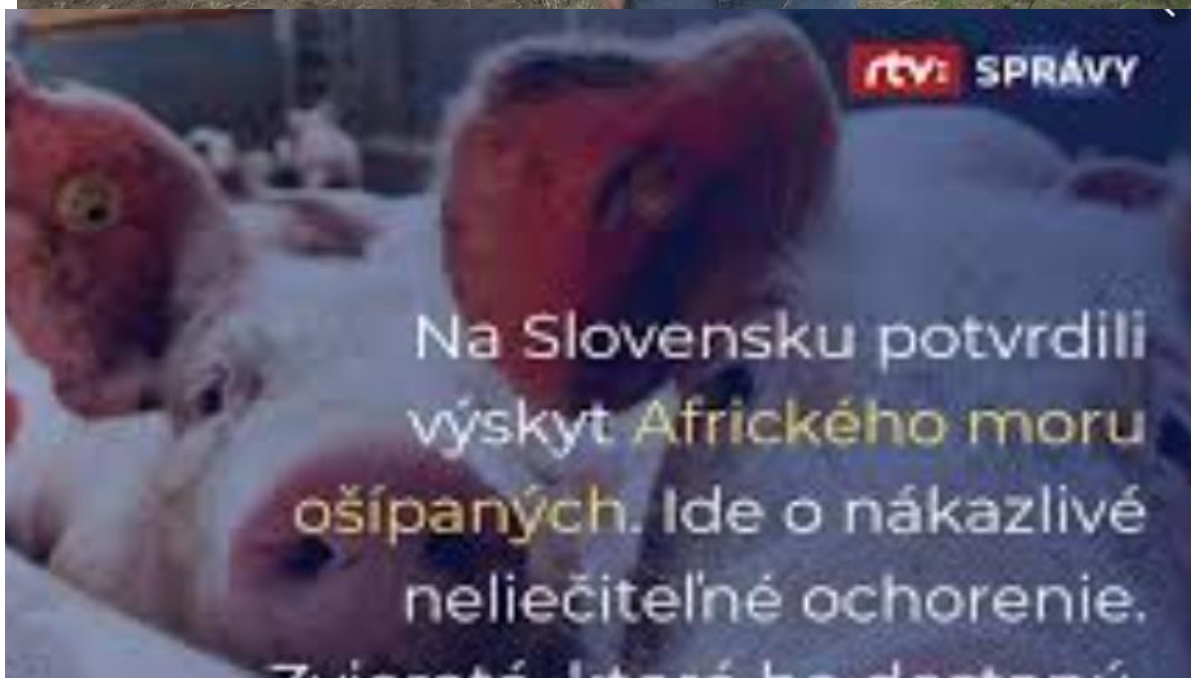 rtv: SPRÁVY
Na Slovensku potvrdili
výskyt Afrického moru
ošípaných. Ide o nákazlivé
neliečiteľné ochorenie.